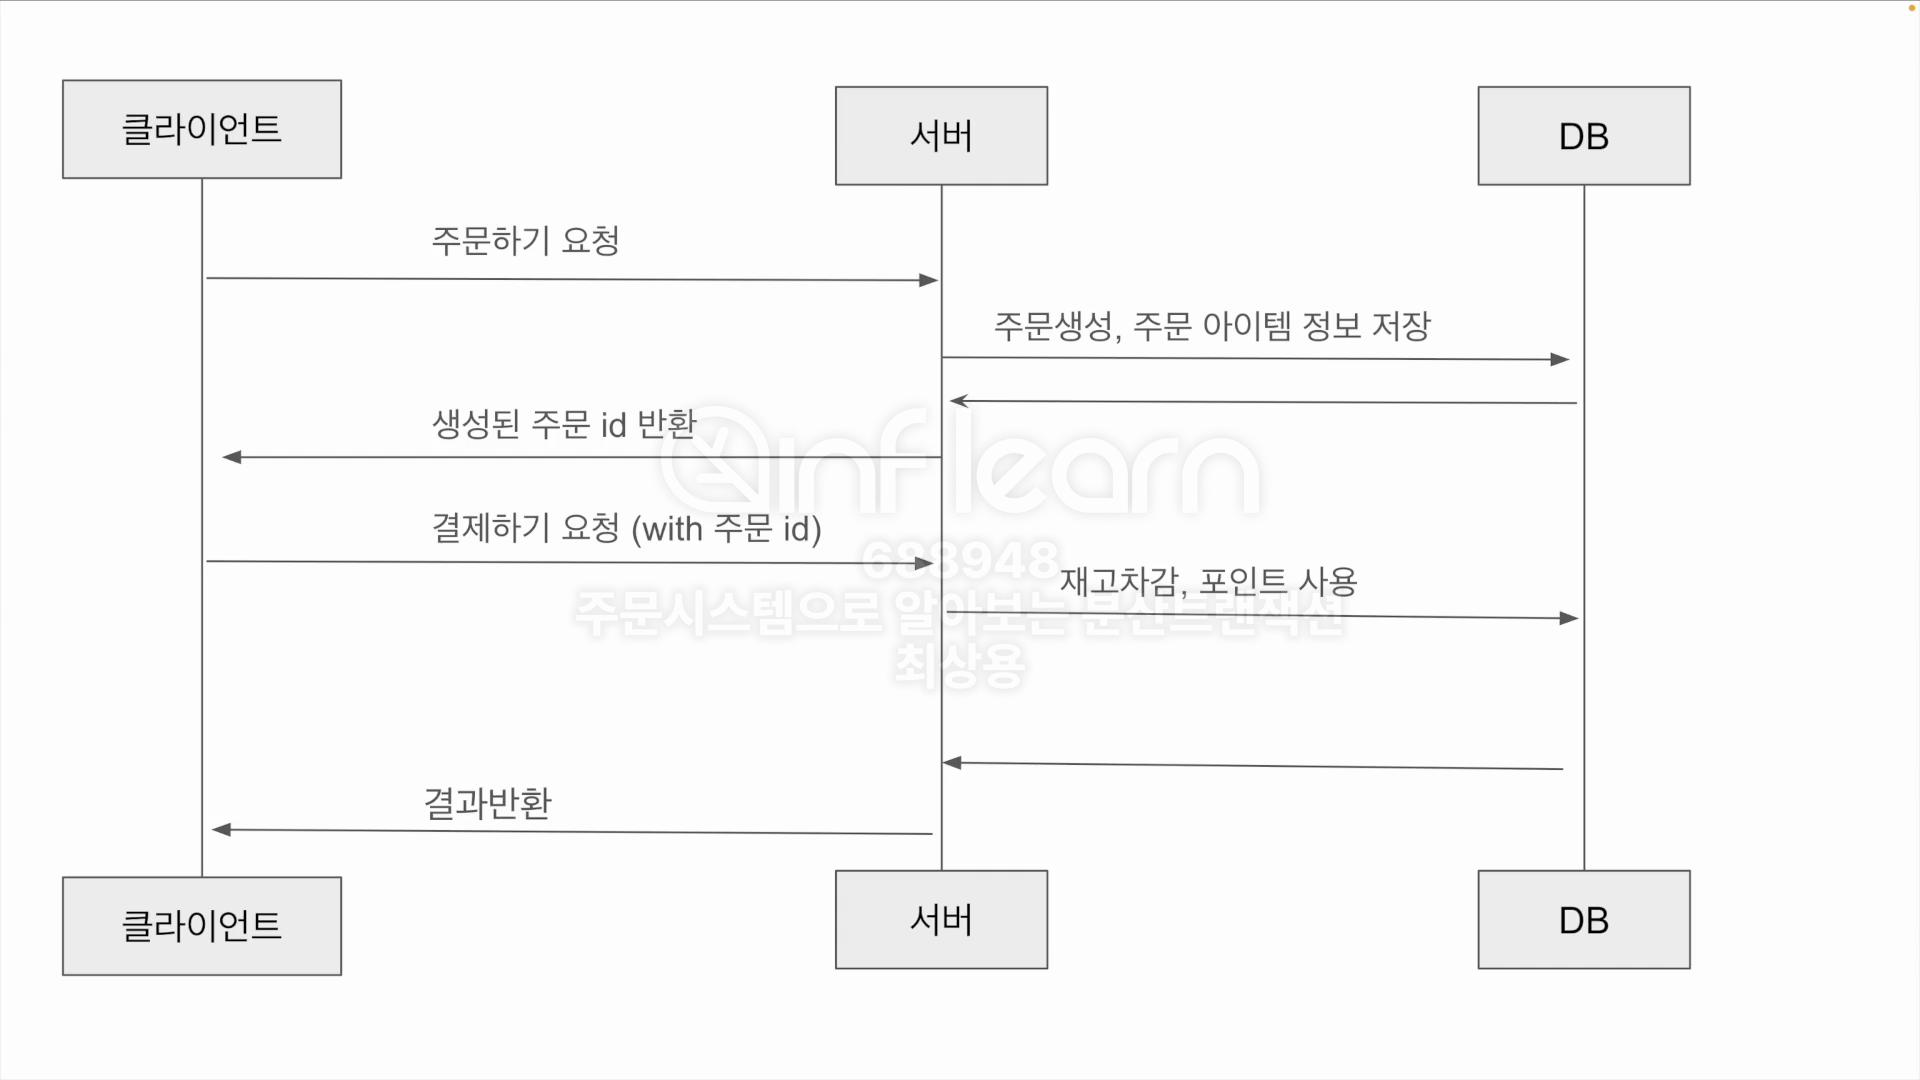 클라이언트
서버
DB
주문하기 요청
주문생성, 주문 아이템 정보 저장
생성된 주문 id 반환
inflearn
결제하기 요청 (with 주문 id)
698948
재고차감, 포인트 사용
주문시스템으로 알아보는 분산트랜잭션
최상용
결과반환
클라이언트
서버
DB